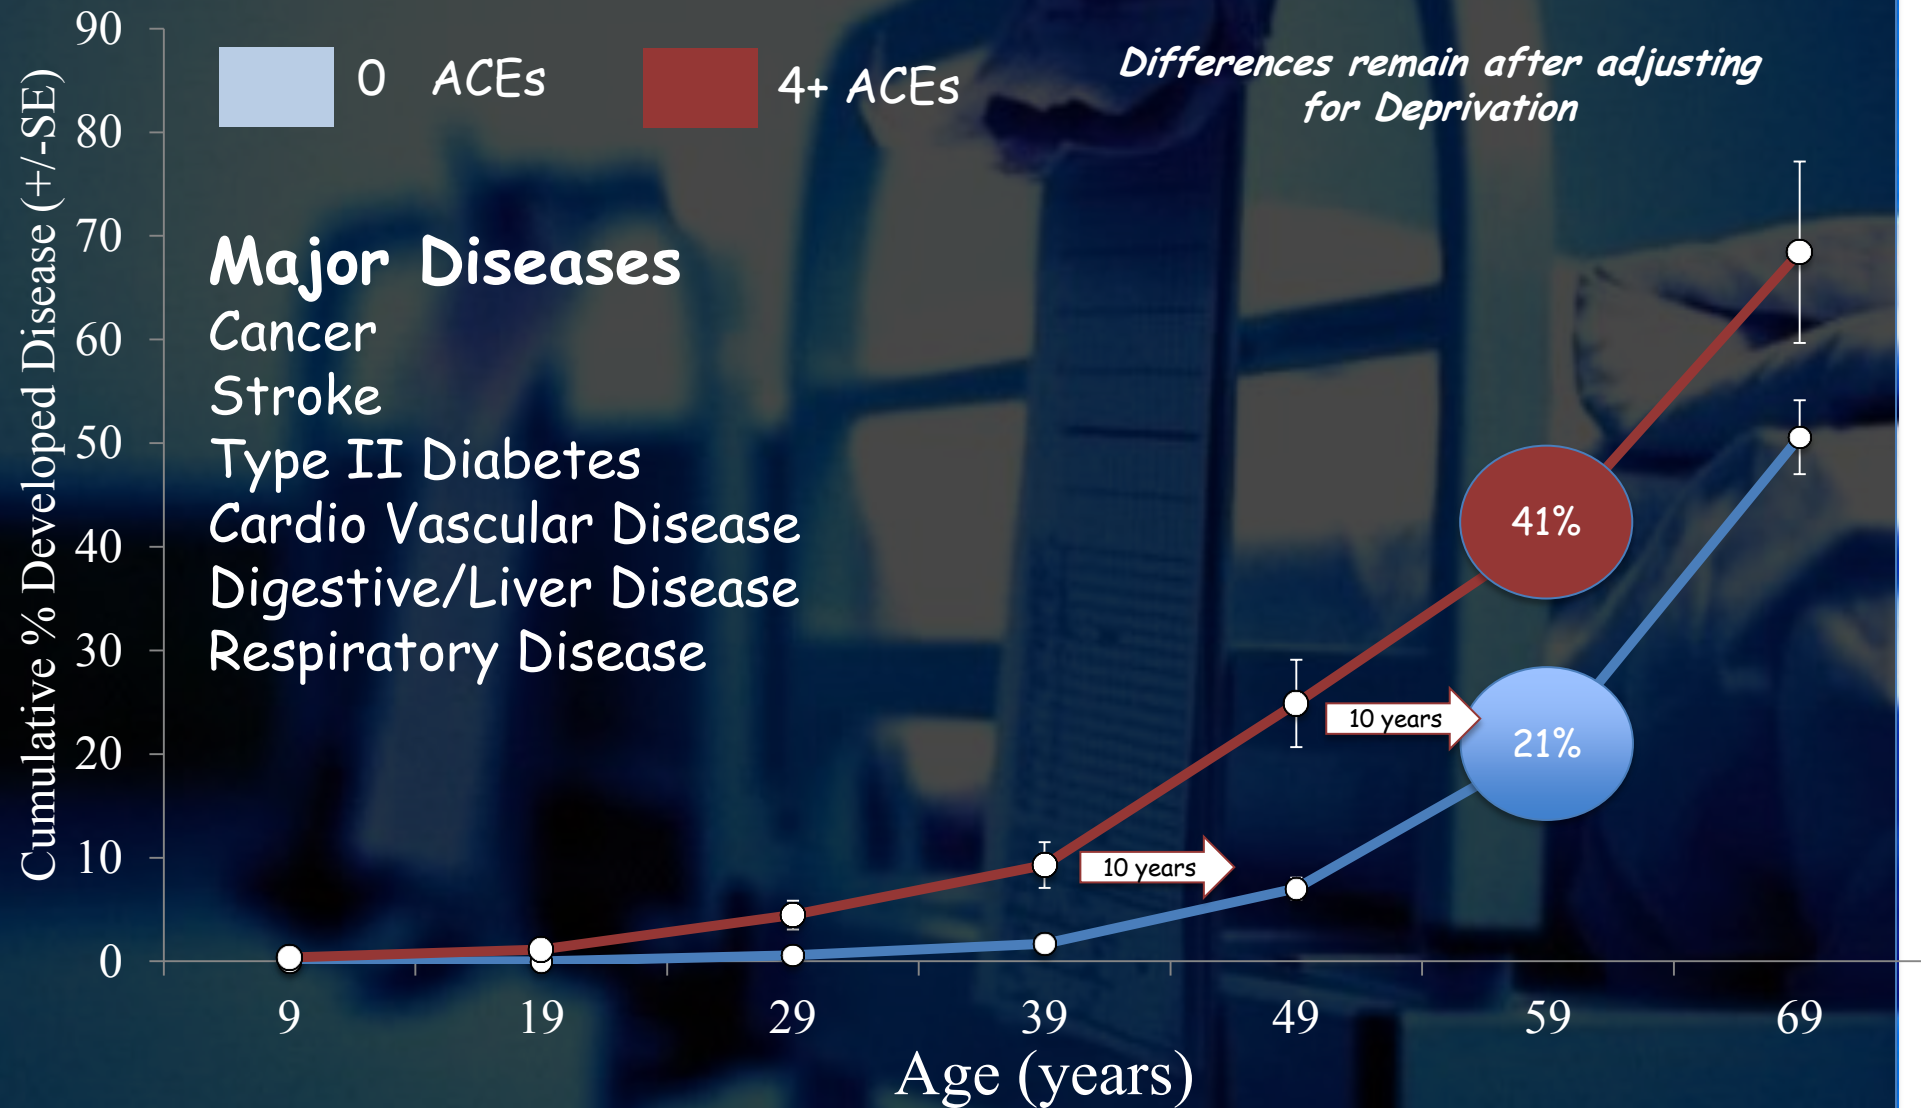 0 ACEs
4+ ACEs
Differences remain after adjusting
for Deprivation
Cumulative % Developed Disease (+/-SE)
90
80
70
60
50
40
30
20
10
0
Major Diseases
Cancer
Stroke
Type II Diabetes
Cardio Vascular Disease
Digestive/Liver Disease
Respiratory Disease
41%
10 years
21%
10 years
9 19 29 39 49 59 69
Age (years)